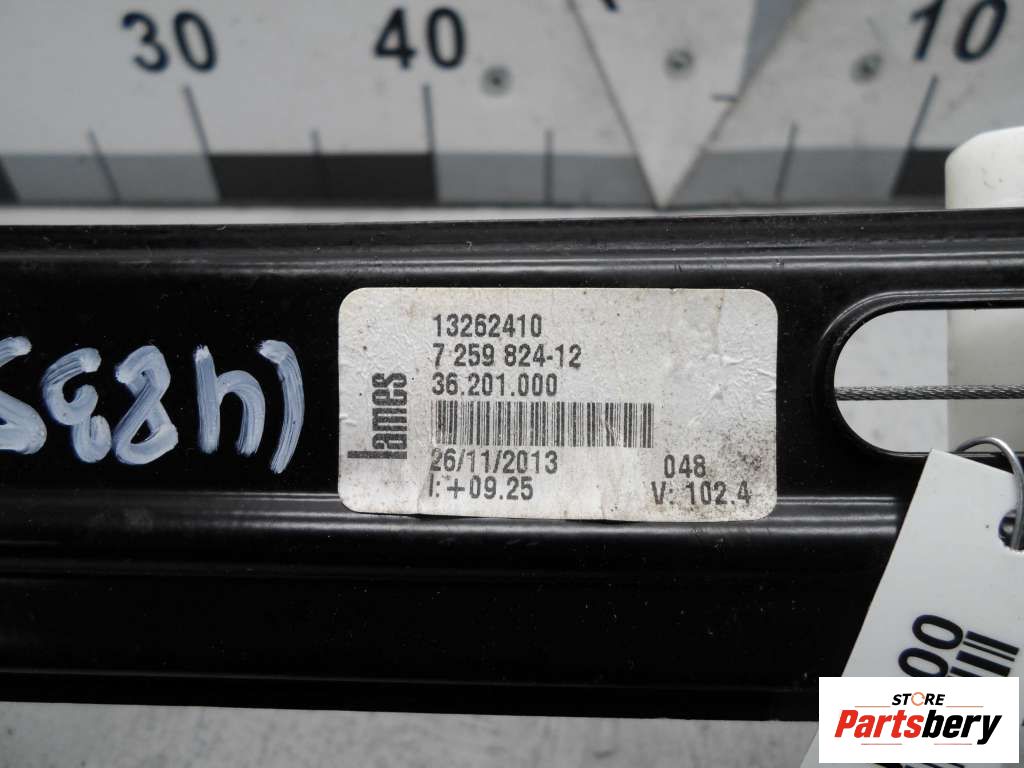 30 40 10
13262410
7 259 824-12
36.201.000
Lames
26/11/2013 048
I: +09.25 V: 102.4
00
STORE
Partsbery